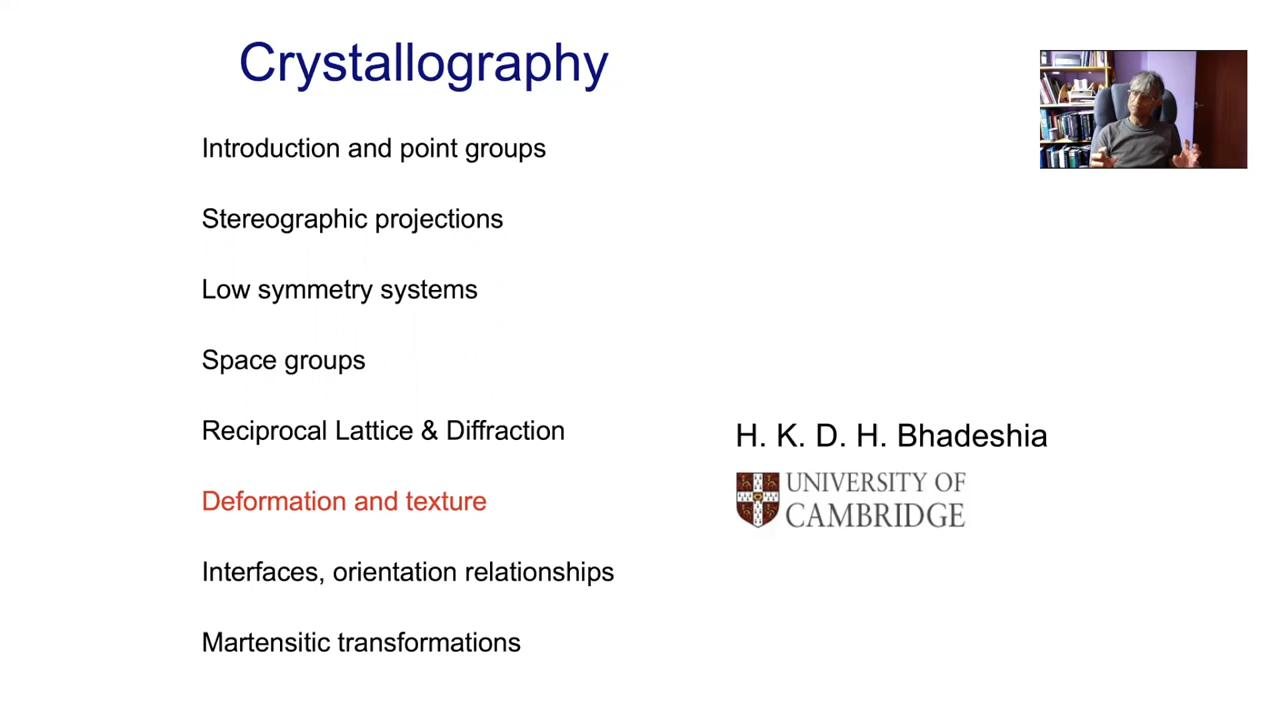 Crystallography
Introduction and point groups
Stereographic projections
Low symmetry systems
Space groups
Reciprocal Lattice & Diffraction
Deformation and texture
Interfaces, orientation relationships
Martensitic transformations
H. K. D. H. Bhadeshia
UNIVERSITY OF
CAMBRIDGE